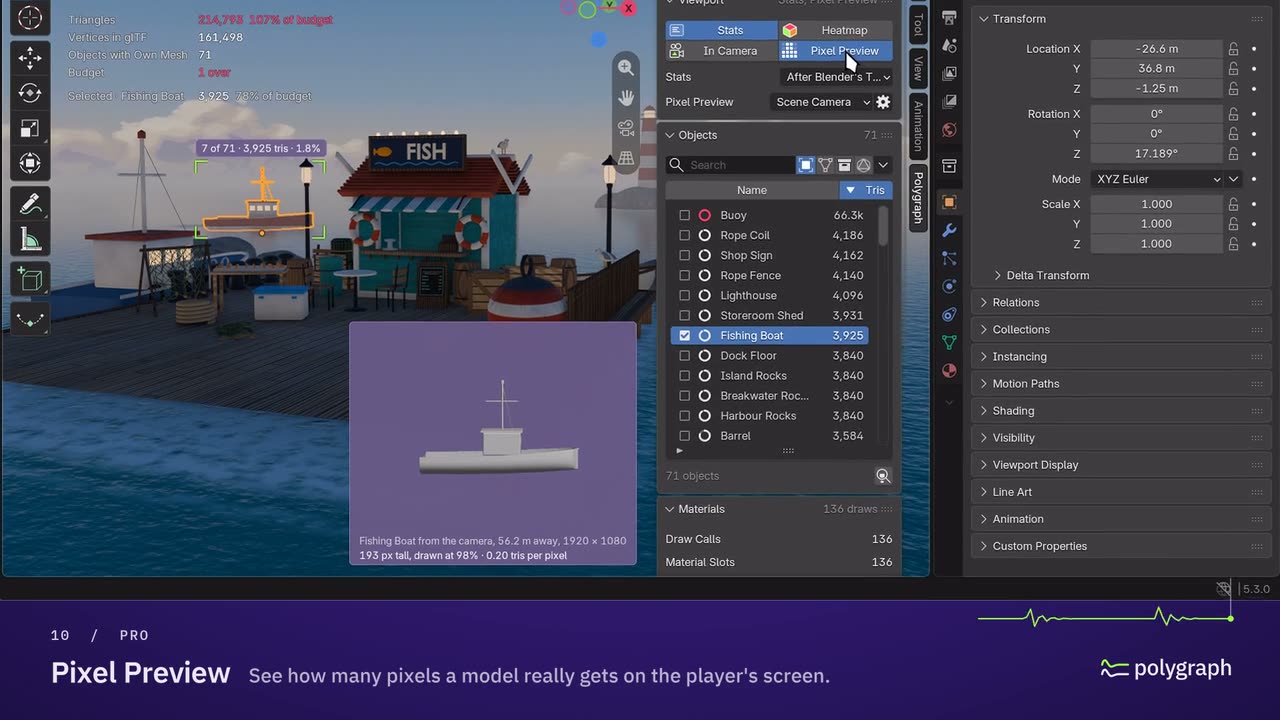 Triangles 214,793 107% of budget
Vertices in glTF 161,498
Objects with Own Mesh 71
Budget 1 over
Selected Fishing Boat 3,925 78% of budget
7 of 71 · 3,925 tris · 1.8%
FISH
Y
X
Fishing Boat from the camera, 56.2 m away, 1920 × 1080
193 px tall, drawn at 98% · 0.20 tris per pixel
Viewport Stats, Pixel Preview
Stats Heatmap
In Camera Pixel Preview
Stats After Blender's T...
Pixel Preview Scene Camera
Objects 71
Search
Name Tris
Buoy 66.3k
Rope Coil 4,186
Shop Sign 4,162
Rope Fence 4,140
Lighthouse 4,096
Storeroom Shed 3,931
Fishing Boat 3,925
Dock Floor 3,840
Island Rocks 3,840
Breakwater Roc... 3,840
Harbour Rocks 3,840
Barrel 3,584
71 objects
Materials 136 draws
Draw Calls 136
Material Slots 136
Tool
View
Animation
Polygraph
Transform
Location X -26.6 m
Y 36.8 m
Z -1.25 m
Rotation X 0°
Y 0°
Z 17.189°
Mode XYZ Euler
Scale X 1.000
Y 1.000
Z 1.000
Delta Transform
Relations
Collections
Instancing
Motion Paths
Shading
Visibility
Viewport Display
Line Art
Animation
Custom Properties
5.3.0
10 / PRO
Pixel Preview See how many pixels a model really gets on the player's screen.
polygraph